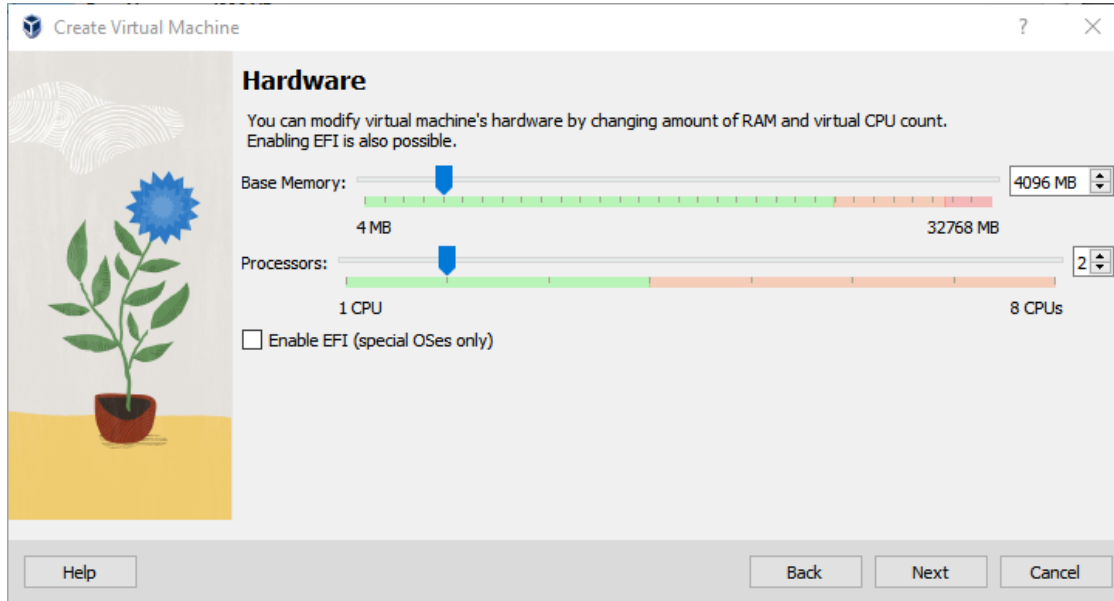 Create Virtual Machine
?
Hardware
You can modify virtual machine's hardware by changing amount of RAM and virtual CPU count.
Enabling EFI is also possible.
Base Memory: 4096 MB
4 MB 32768 MB
Processors: 2
1 CPU 8 CPUs
Enable EFI (special OSes only)
Help Back Next Cancel